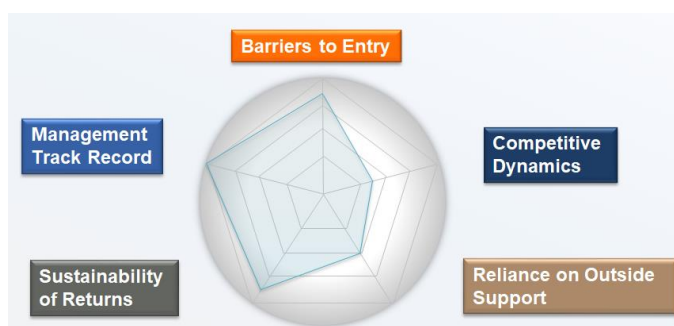 Barriers to Entry
Management
Track Record
Competitive
Dynamics
Sustainability
of Returns
Reliance on Outside
Support